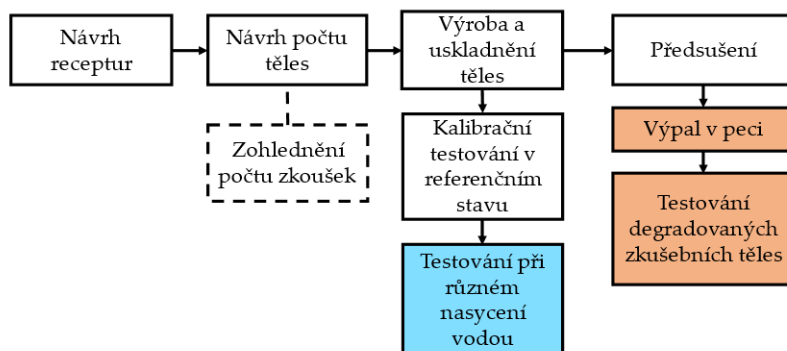 Návrh
receptur
Návrh počtu
těles
Výroba a
uskladnění
těles
Předsušení
Zohlednění
počtu zkoušek
Kalibrační
testování v
referenčním
stavu
Výpal v peci
Testování
degradovaných
zkušebních těles
Testování při
různém
nasycení
vodou